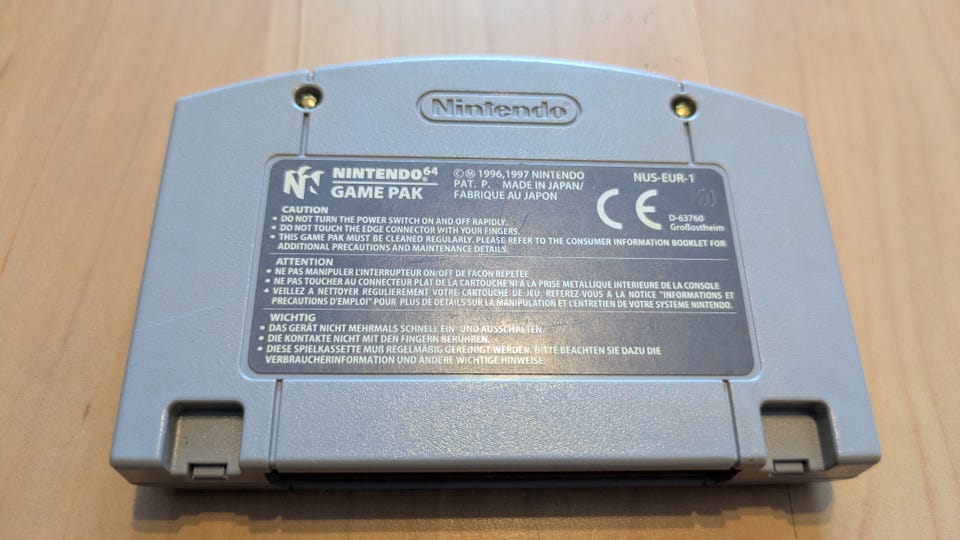 Nintendo
NINTENDO 64
GAME PAK
©Ⓜ 1996,1997 NINTENDO
PAT. P. MADE IN JAPAN/
FABRIQUE AU JAPON
NUS-EUR-1
CE
D-63760
Großostheim
CAUTION
• DO NOT TURN THE POWER SWITCH ON AND OFF RAPIDLY.
• DO NOT TOUCH THE EDGE CONNECTOR WITH YOUR FINGERS.
• THIS GAME PAK MUST BE CLEANED REGULARLY. PLEASE REFER TO THE CONSUMER INFORMATION BOOKLET FOR
ADDITIONAL PRECAUTIONS AND MAINTENANCE DETAILS.
ATTENTION
• NE PAS MANIPULER L'INTERRUPTEUR ON/OFF DE FACON REPETEE
• NE PAS TOUCHER AU CONNECTEUR PLAT DE LA CARTOUCHE NI A LA PRISE METALLIQUE INTERIEURE DE LA CONSOLE
• VEILLEZ A NETTOYER REGULIEREMENT VOTRE CARTOUCHE DE JEU. REFEREZ-VOUS A LA NOTICE "INFORMATIONS ET
PRECAUTIONS D'EMPLOI" POUR PLUS DE DETAILS SUR LA MANIPULATION ET L'ENTRETIEN DE VOTRE SYSTEME NINTENDO.
WICHTIG
• DAS GERÄT NICHT MEHRMALS SCHNELL EIN- UND AUSSCHALTEN.
• DIE KONTAKTE NICHT MIT DEN FINGERN BERÜHREN.
• DIESE SPIELKASSETTE MUß REGELMÄßIG GEREINIGT WERDEN. BITTE BEACHTEN SIE DAZU DIE
VERBRAUCHERINFORMATION UND ANDERE WICHTIGE HINWEISE.